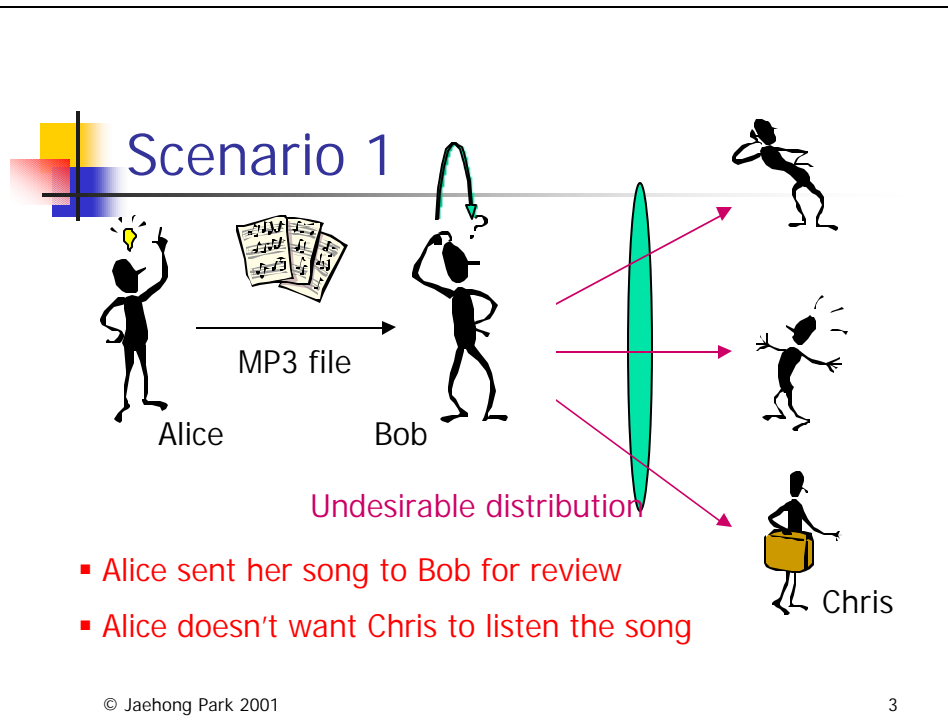 Scenario 1
?
MP3 file
Alice
Bob
Undesirable distribution
▪ Alice sent her song to Bob for review
▪ Alice doesn't want Chris to listen the song
Chris
© Jaehong Park 2001
3